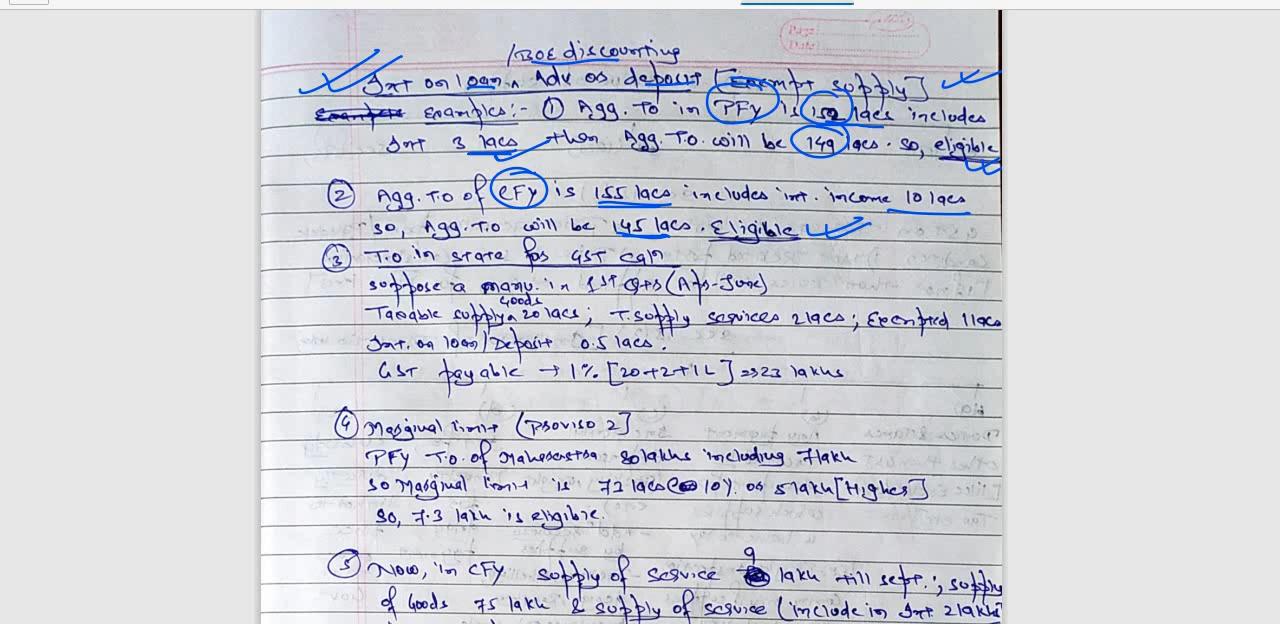 Page:
Date:
/BOE discounting
Int on loan, Adv or deposit [Exempt supply]
examples:- ① Agg. TO in PFY is 152 lacs includes
Int 3 lacs then Agg. T.O. will be 149 lacs. so, eligible
② Agg. T.O of CFY is 155 lacs includes int. income 10 lacs
so, Agg. T.O will be 145 lacs. Eligible
③ T.O in state for GST caln
suppose a manu. in 1st Qtr (Apr-June)
Taxable supply Goods 20 lacs; T. supply services 2 lacs; Exempted 1 lacs
Int. on loan/Deposit 0.5 lacs.
GST payable → 1% [20+2+1L] => 23 lakhs
④ Marginal limit (Proviso 2]
PFY T.O. of Maharastra 80 lakhs including 7 lakh
so Marginal limit is 73 lacs 10% or 5 lakh [Higher]
so, 7.3 lakh is eligible.
⑤ Now, in CFY supply of service 9 lakh till sept.; supply
of Goods 75 lakh & supply of service (include in Int. 2 lakhs